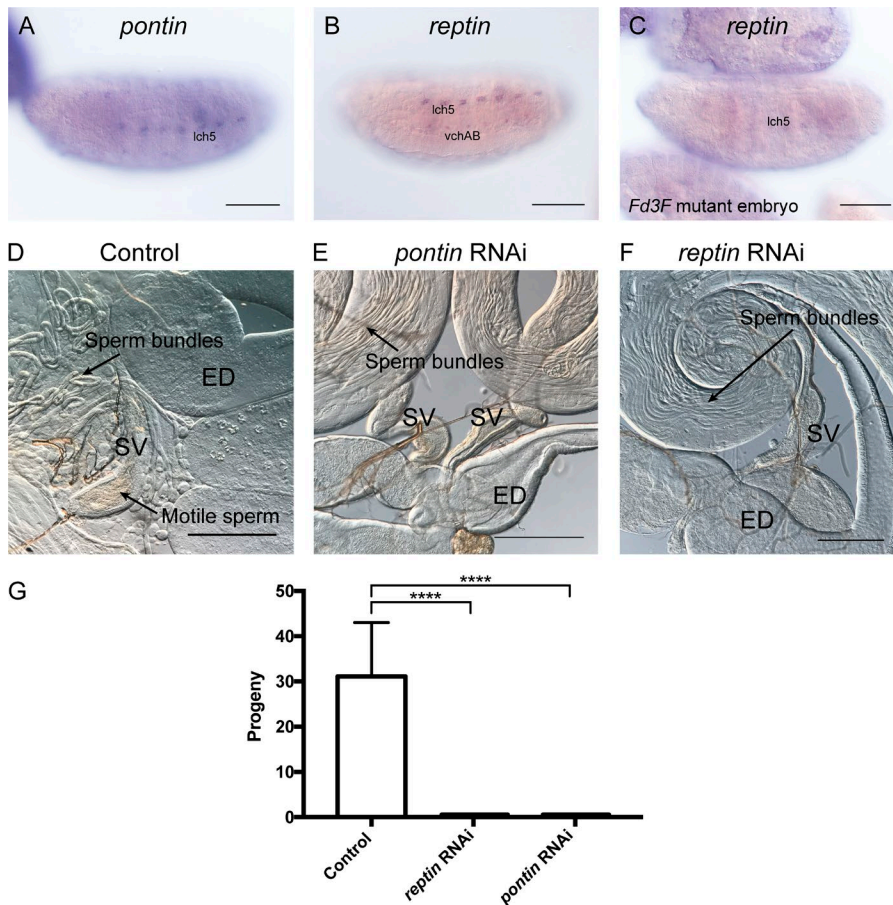 A pontin
lch5
B reptin
lch5
vchAB
C reptin
lch5
Fd3F mutant embryo
D Control
Sperm bundles
ED
SV
Motile sperm
E pontin RNAi
Sperm bundles
SV SV
ED
F reptin RNAi
Sperm bundles
SV
ED
G
****
****
50
40
30
20
10
0
Progeny
Control
reptin RNAi
pontin RNAi